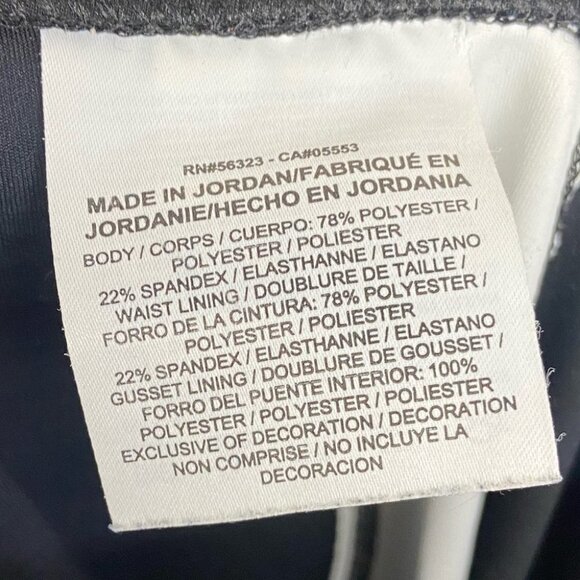 RN#56323 - CA#05553
MADE IN JORDAN/FABRIQUÉ EN
JORDANIE/HECHO EN JORDANIA
BODY / CORPS / CUERPO: 78% POLYESTER /
POLYESTER / POLIESTER
22% SPANDEX / ELASTHANNE / ELASTANO
WAIST LINING / DOUBLURE DE TAILLE /
FORRO DE LA CINTURA: 78% POLYESTER /
POLYESTER / POLIESTER
22% SPANDEX / ELASTHANNE / ELASTANO
GUSSET LINING / DOUBLURE DE GOUSSET /
FORRO DEL PUENTE INTERIOR: 100%
POLYESTER / POLYESTER / POLIESTER
EXCLUSIVE OF DECORATION / DECORATION
NON COMPRISE / NO INCLUYE LA
DECORACION